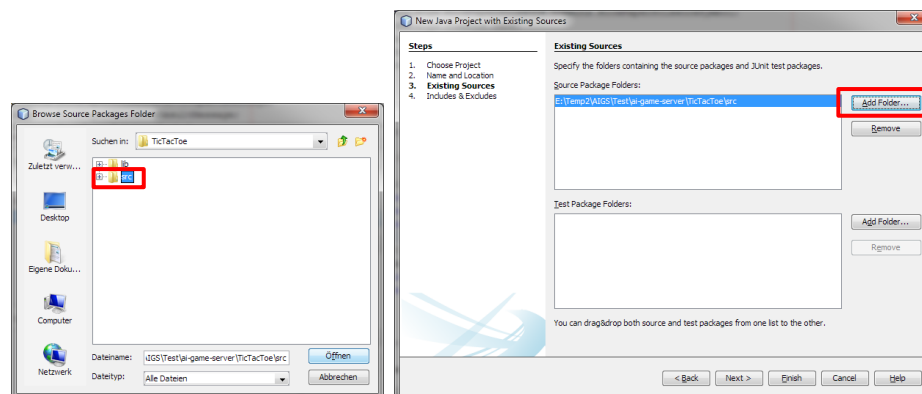 New Java Project with Existing Sources
Steps
1. Choose Project
2. Name and Location
3. Existing Sources
4. Includes & Excludes
Existing Sources
Specify the folders containing the source packages and JUnit test packages.
Source Package Folders:
E:\Temp2\AIGS\Test\ai-game-server\TicTacToe\src
Add Folder...
Remove
Test Package Folders:
Add Folder...
Remove
You can drag&drop both source and test packages from one list to the other.
< Back
Next >
Finish
Cancel
Help
Browse Source Packages Folder
Suchen in:
TicTacToe
Zuletzt verw...
Desktop
Eigene Doku...
Computer
Netzwerk
lib
src
Dateiname:
AIGS\Test\ai-game-server\TicTacToe\src
Öffnen
Dateityp:
Alle Dateien
Abbrechen